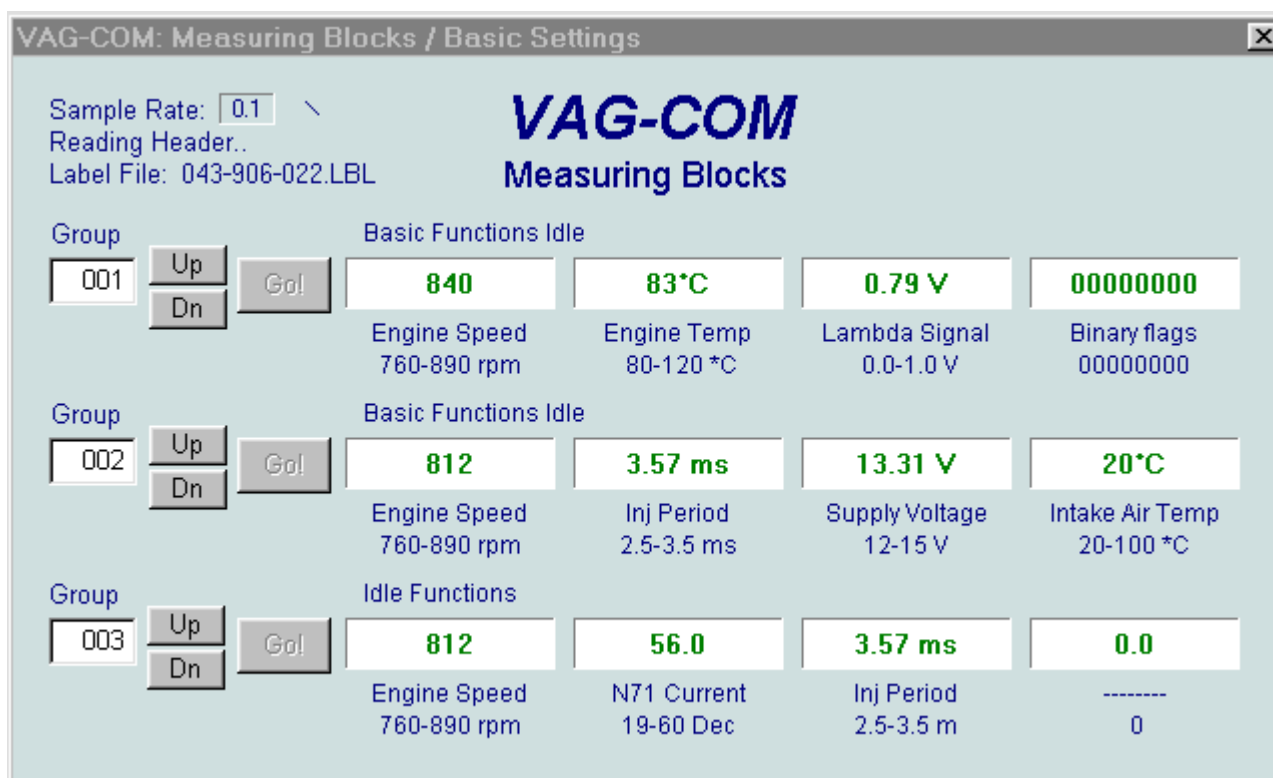 VAG-COM: Measuring Blocks / Basic Settings
Sample Rate: 0.1 \
Reading Header..
Label File: 043-906-022.LBL
VAG-COM
Measuring Blocks
Group
Basic Functions Idle
001 Up Dn Go! 840 83*C 0.79 V 00000000
Engine Speed Engine Temp Lambda Signal Binary flags
760-890 rpm 80-120 *C 0.0-1.0 V 00000000
Group
Basic Functions Idle
002 Up Dn Go! 812 3.57 ms 13.31 V 20*C
Engine Speed Inj Period Supply Voltage Intake Air Temp
760-890 rpm 2.5-3.5 ms 12-15 V 20-100 *C
Group
Idle Functions
003 Up Dn Go! 812 56.0 3.57 ms 0.0
Engine Speed N71 Current Inj Period --------
760-890 rpm 19-60 Dec 2.5-3.5 m 0